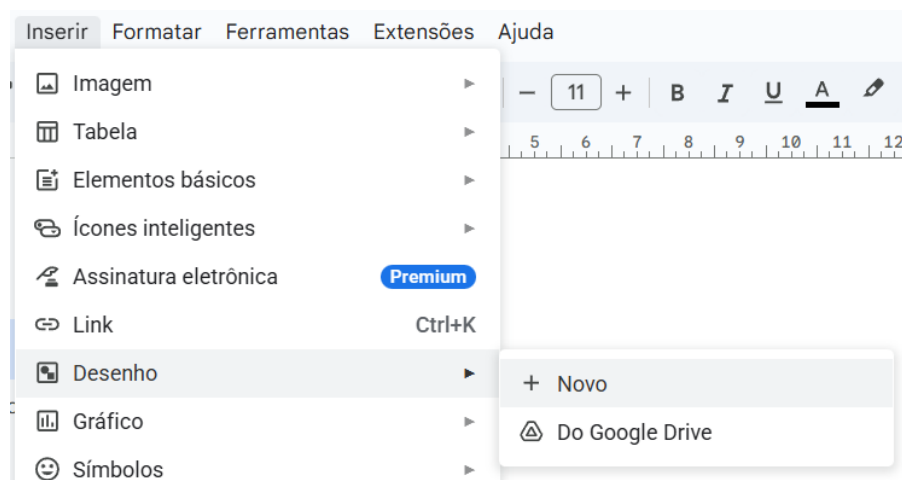 Inserir Formatar Ferramentas Extensões Ajuda
Imagem
11 B I U A
Tabela
5 6 7 8 9 10 11 12
Elementos básicos
Ícones inteligentes
Assinatura eletrônica Premium
Link Ctrl+K
Desenho
Novo
Gráfico
Do Google Drive
Símbolos